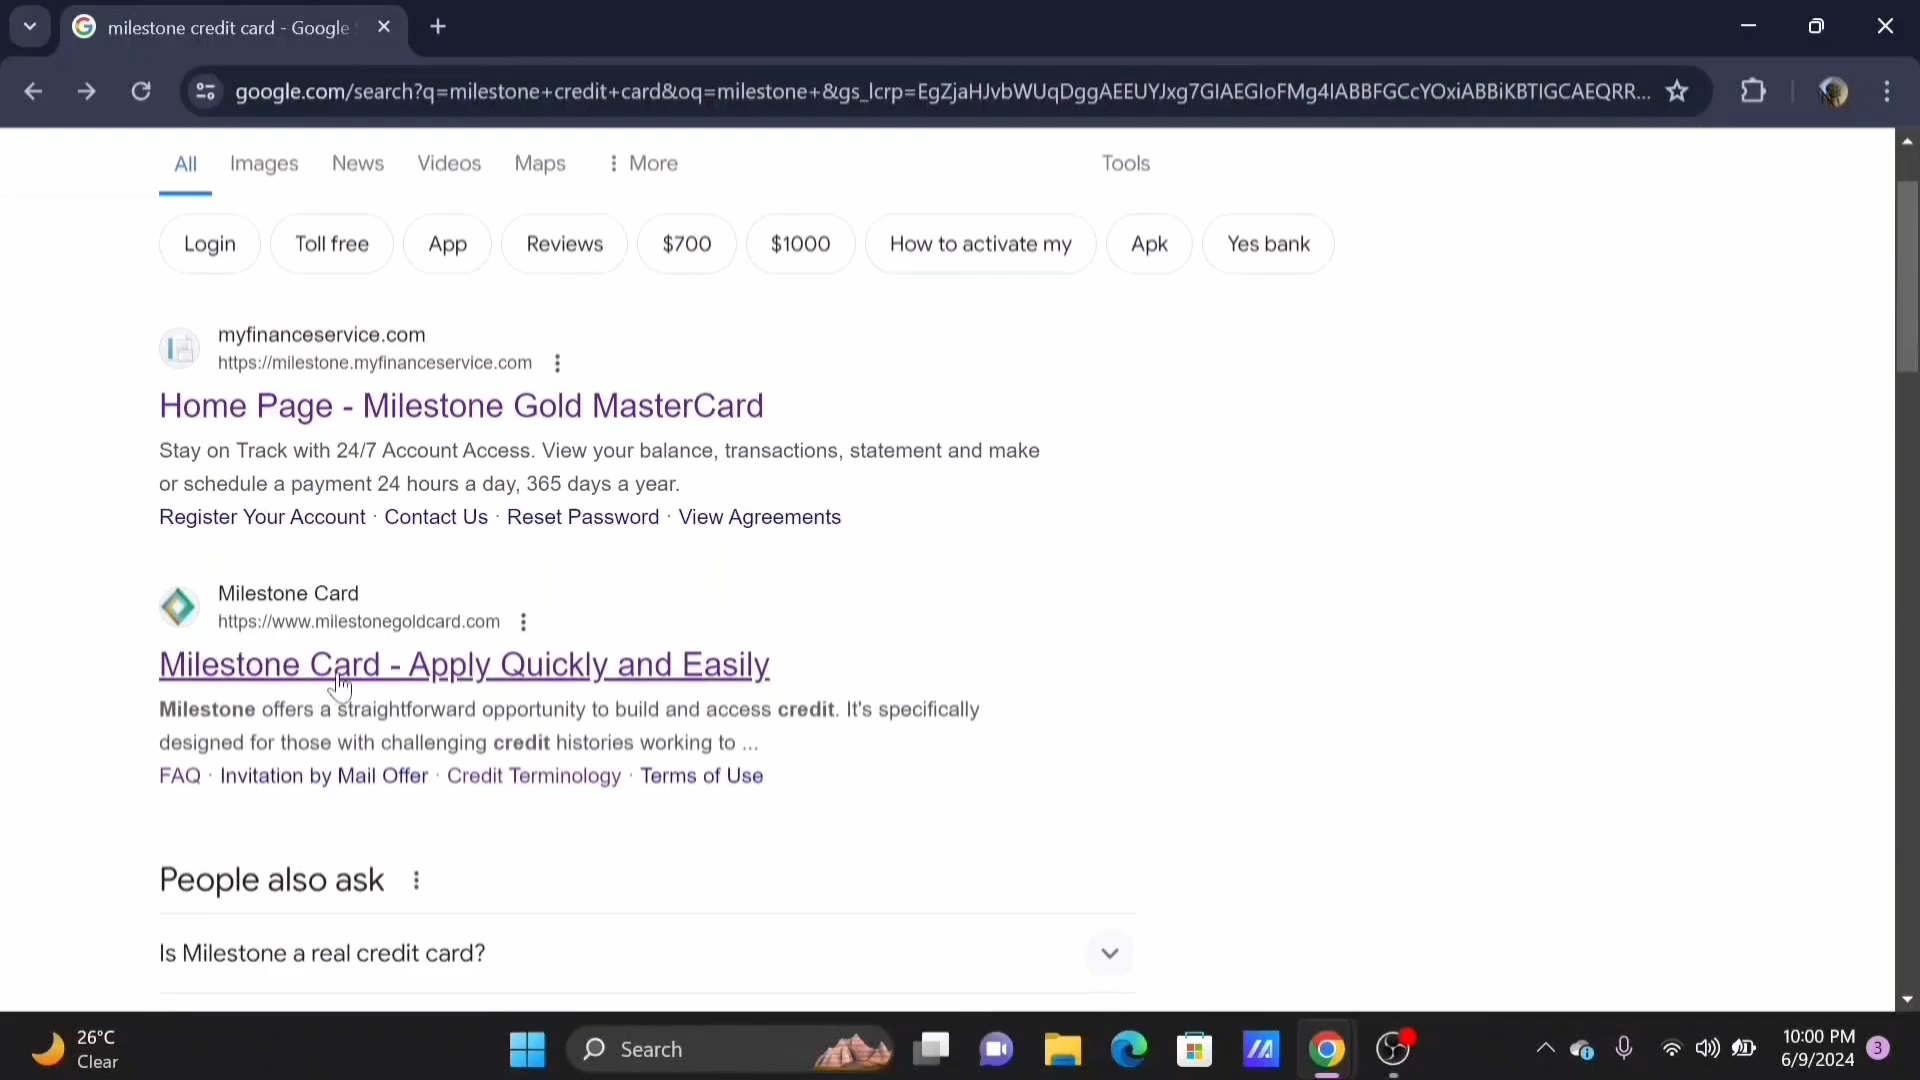 milestone credit card - Google
google.com/search?q=milestone+credit+card&oq=milestone+&gs_lcrp=EgZjaHJvbWUqDggAEEUYJxg7GIAEGIoFMg4IABBFGCcYOxiABBiKBTIGCAEQRR...
All Images News Videos Maps More Tools
Login Toll free App Reviews $700 $1000 How to activate my Apk Yes bank
myfinanceservice.com
https://milestone.myfinanceservice.com
Home Page - Milestone Gold MasterCard
Stay on Track with 24/7 Account Access. View your balance, transactions, statement and make
or schedule a payment 24 hours a day, 365 days a year.
Register Your Account · Contact Us · Reset Password · View Agreements
Milestone Card
https://www.milestonegoldcard.com
Milestone Card - Apply Quickly and Easily
Milestone offers a straightforward opportunity to build and access credit. It's specifically
designed for those with challenging credit histories working to ...
FAQ · Invitation by Mail Offer · Credit Terminology · Terms of Use
People also ask
Is Milestone a real credit card?
26°C
Clear
Search
10:00 PM
6/9/2024
3